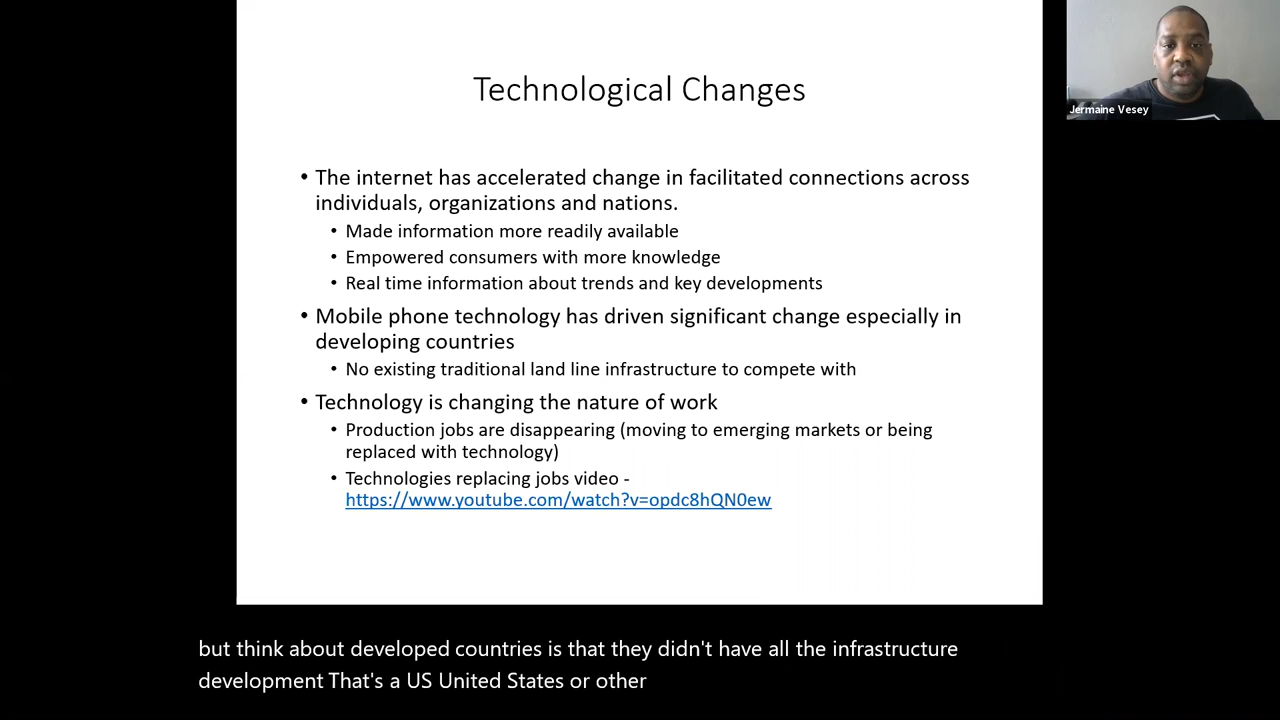 Technological Changes
Jermaine Vesey
• The internet has accelerated change in facilitated connections across
individuals, organizations and nations.
• Made information more readily available
• Empowered consumers with more knowledge
• Real time information about trends and key developments
• Mobile phone technology has driven significant change especially in
developing countries
• No existing traditional land line infrastructure to compete with
• Technology is changing the nature of work
• Production jobs are disappearing (moving to emerging markets or being
replaced with technology)
• Technologies replacing jobs video -
https://www.youtube.com/watch?v=opdc8hQN0ew
but think about developed countries is that they didn't have all the infrastructure
development That's a US United States or other